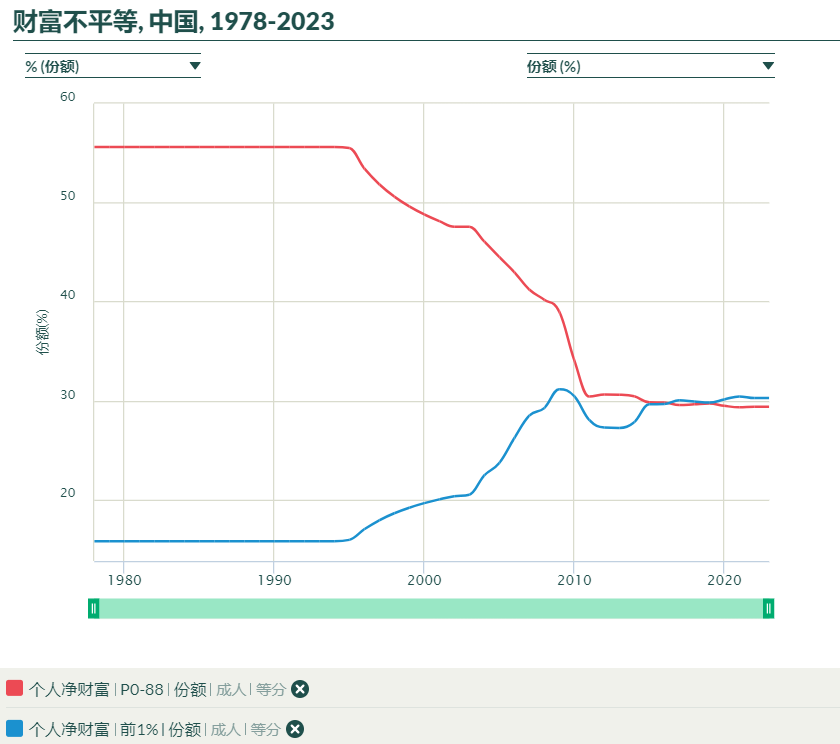 财富不平等, 中国, 1978-2023
% (份额)
份额 (%)
60
50
40
30
20
份额(%)
1980 1990 2000 2010 2020
个人净财富 | P0-88 | 份额 | 成人 | 等分
个人净财富 | 前1% | 份额 | 成人 | 等分